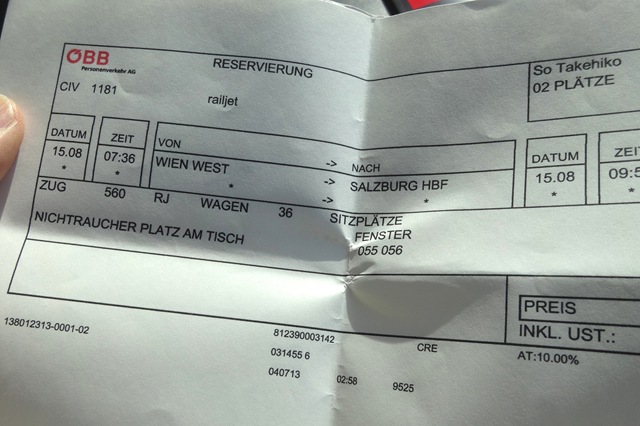 ÖBB
Personenverkehr AG
RESERVIERUNG
So Takehiko
02 PLÄTZE
CIV 1181
railjet
DATUM ZEIT VON -> NACH DATUM
15.08 07:36 WIEN WEST -> SALZBURG HBF 15.08
* * * -> * *
ZUG 560 RJ WAGEN 36 SITZPLÄTZE
NICHTRAUCHER PLATZ AM TISCH FENSTER
055 056
PREIS
INKL. UST.:
AT:10.00%
138012313-0001-02
812390003142 CRE
031455 6
040713 02:58 9525